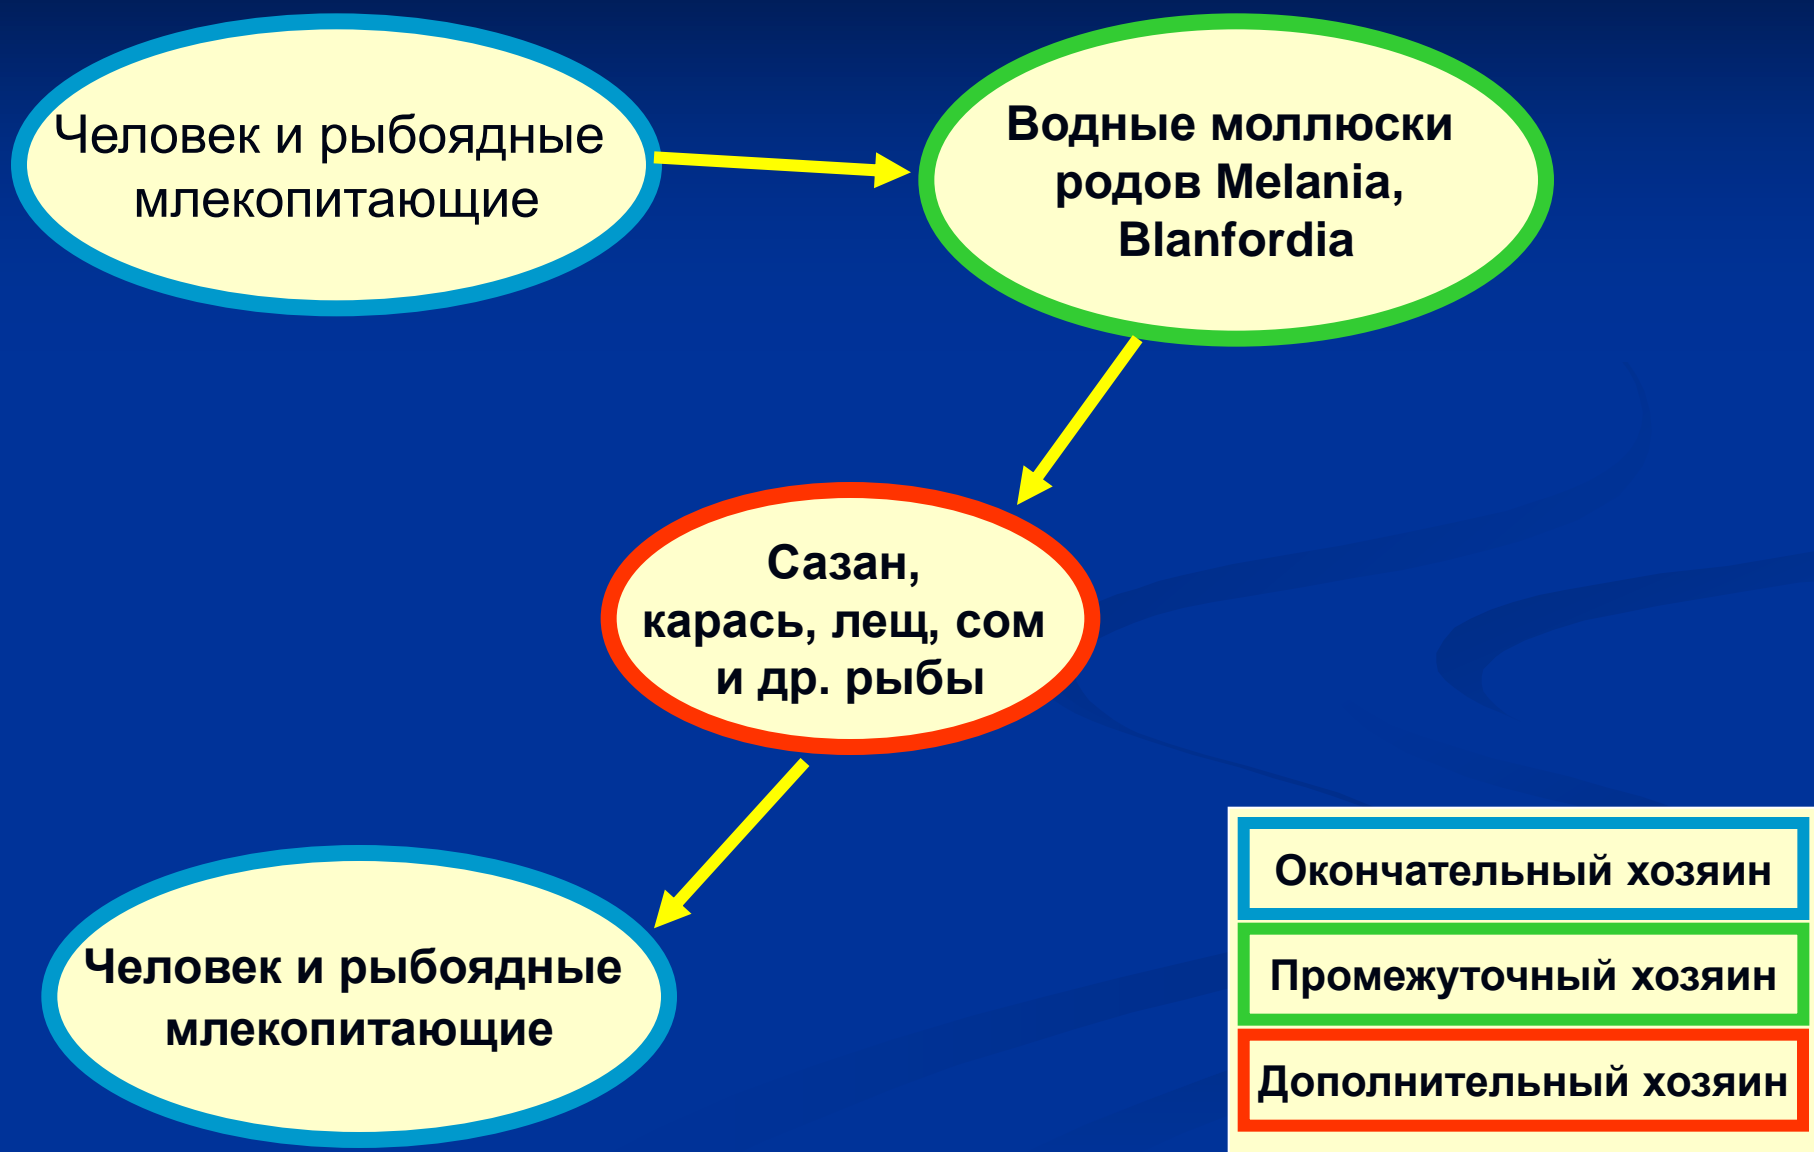 Человек и рыбоядные
млекопитающие
Водные моллюски
родов Melania,
Blanfordia
Сазан,
карась, лещ, сом
и др. рыбы
Человек и рыбоядные
млекопитающие
Окончательный хозяин
Промежуточный хозяин
Дополнительный хозяин